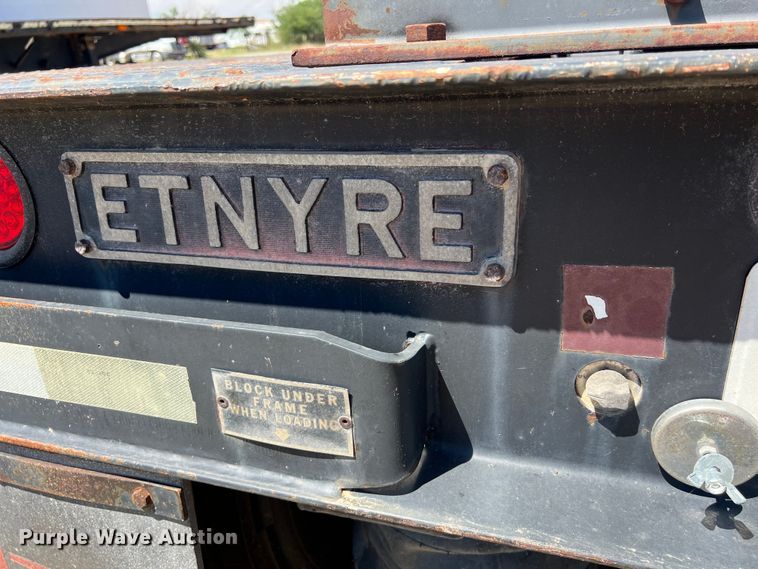 ETNYRE
BLOCK UNDER
FRAME
WHEN LOADING
Purple Wave Auction